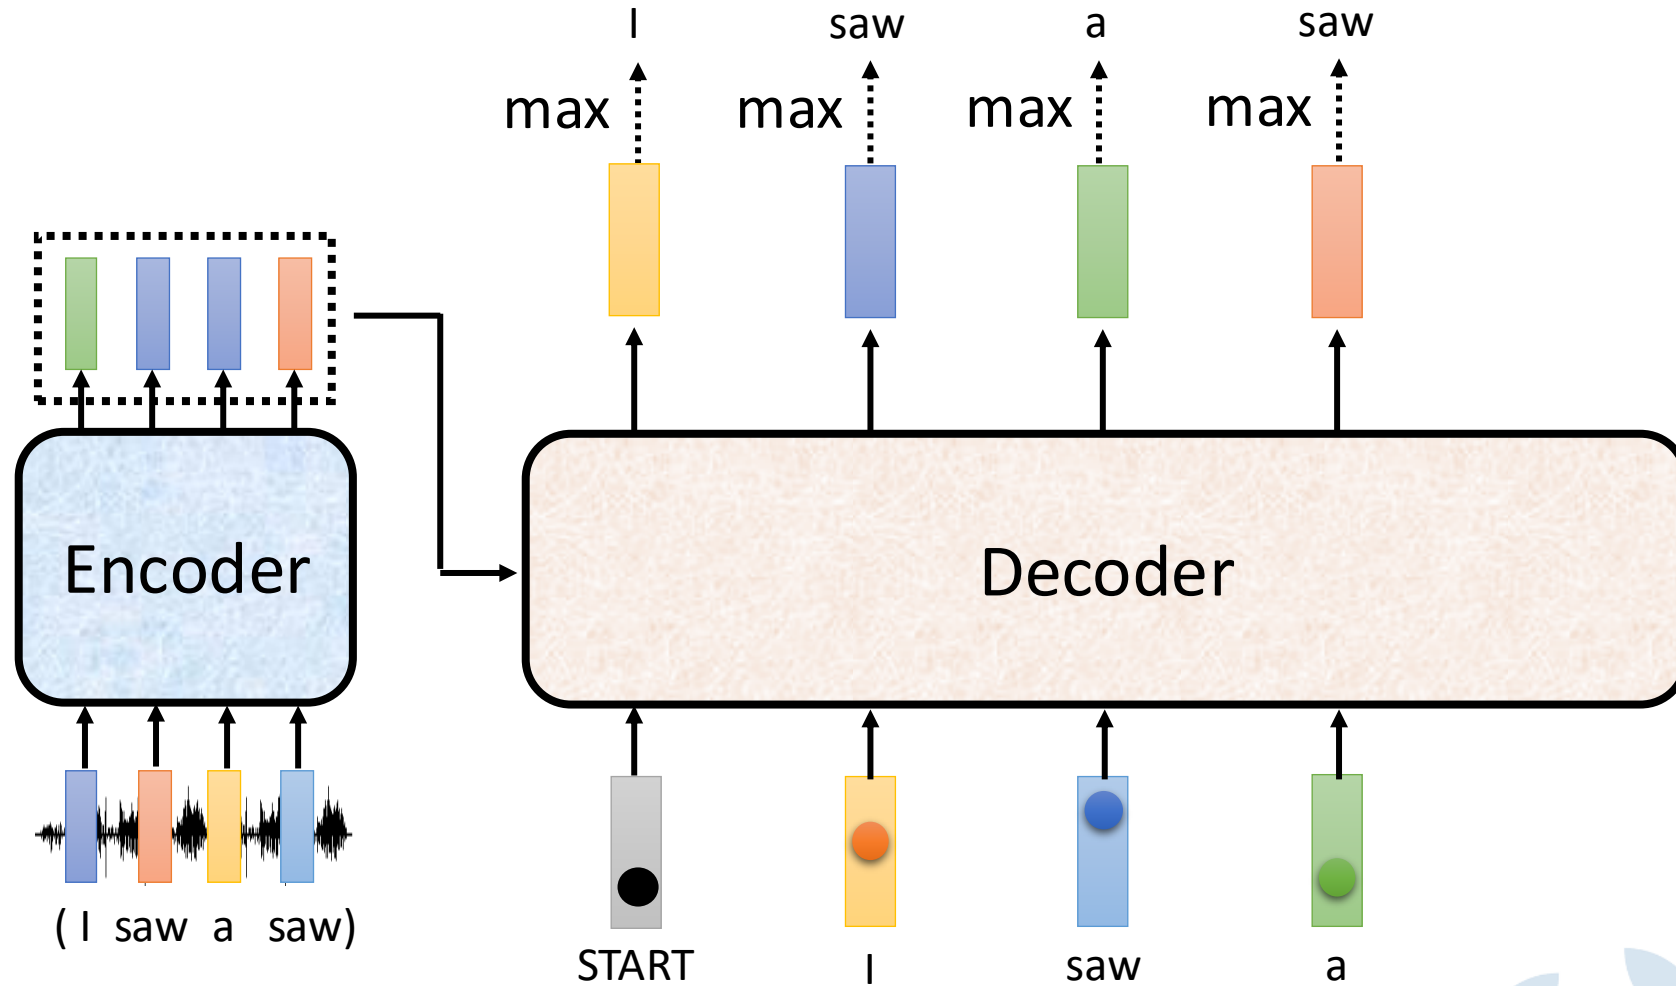 I saw a saw
max max max max
Encoder
Decoder
( I saw a saw)
START I saw a